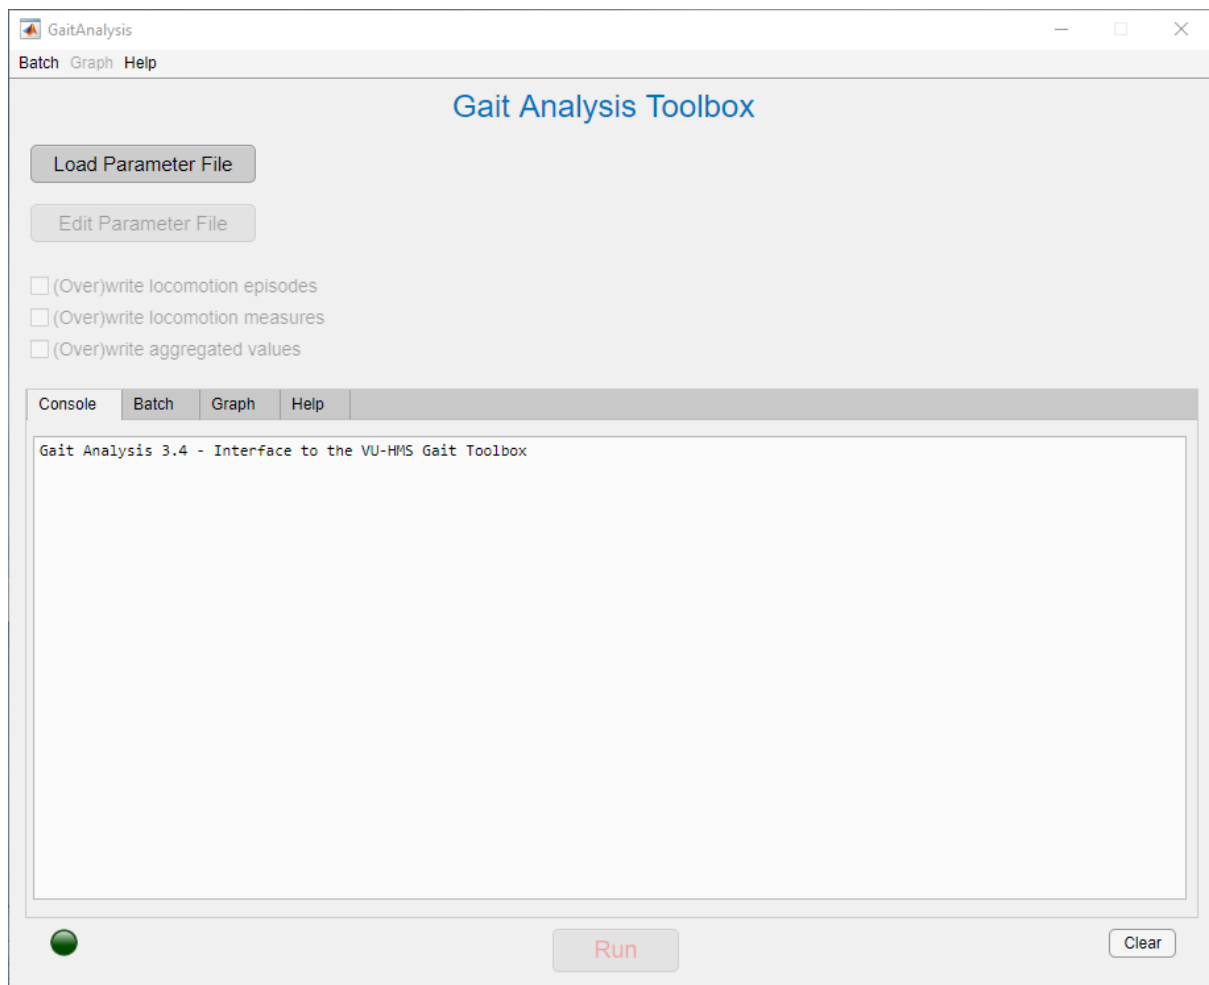 GaitAnalysis
Batch Graph Help
Gait Analysis Toolbox
Load Parameter File
Edit Parameter File
(Over)write locomotion episodes
(Over)write locomotion measures
(Over)write aggregated values
Console Batch Graph Help
Gait Analysis 3.4 - Interface to the VU-HMS Gait Toolbox
Run
Clear